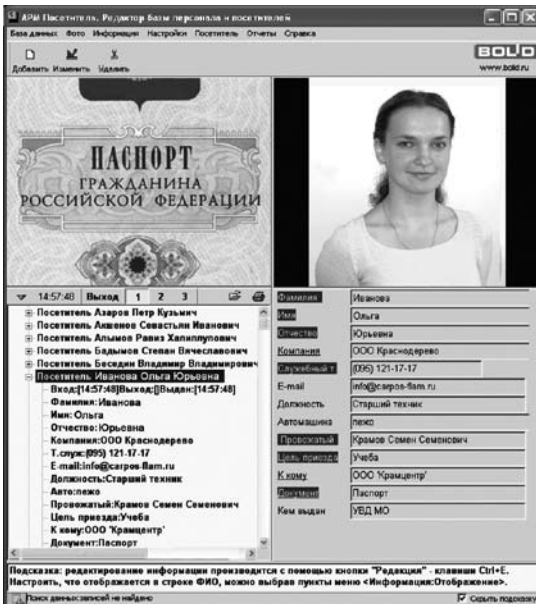 АРМ Посетитель. Редактор базы персонала и посетителей
База данных Фото Информация Настройки Посетитель Отчеты Справка
Добавить Изменить Удалить
BOLID
www.bolid.ru
ПАСПОРТ
ГРАЖДАНИНА
РОССИЙСКОЙ ФЕДЕРАЦИИ
14:57:48 Выход 1 2 3
Посетитель Азаров Петр Кузьмич
Посетитель Акшенов Севастьян Иванович
Посетитель Алымов Равиз Халиплупович
Посетитель Бадымов Степан Вячеславович
Посетитель Беседин Владимир Владимирович
Посетитель Иванова Ольга Юрьевна
Вход:[14:57:48]Выход:[]Выдан:[14:57:48]
Фамилия:Иванова
Имя:Ольга
Отчество:Юрьевна
Компания:ООО Краснодерево
Т.служ:(095) 121-17-17
E-mail:info@carpos-flam.ru
Должность:Старший техник
Авто:пежо
Провожатый:Крамов Семен Семенович
Цель приезда:Учеба
К кому:ООО 'Крамцентр'
Документ:Паспорт
Фамилия Иванова
Имя Ольга
Отчество Юрьевна
Компания ООО Краснодерево
Служебный т (095) 121-17-17
E-mail info@carpos-flam.ru
Должность Старший техник
Автомашина пежо
Провожатый Крамов Семен Семенович
Цель приезда Учеба
К кому ООО 'Крамцентр'
Документ Паспорт
Кем выдан УВД МО
Подсказка: редактирование информации производится с помощью кнопки "Редакция" - клавиши Ctrl+E.
Настроить, что отображается в строке ФИО, можно выбрав пункты меню <Информация:Отображение>.
Поиск данных:записей не найдено
Скрыть подсказку